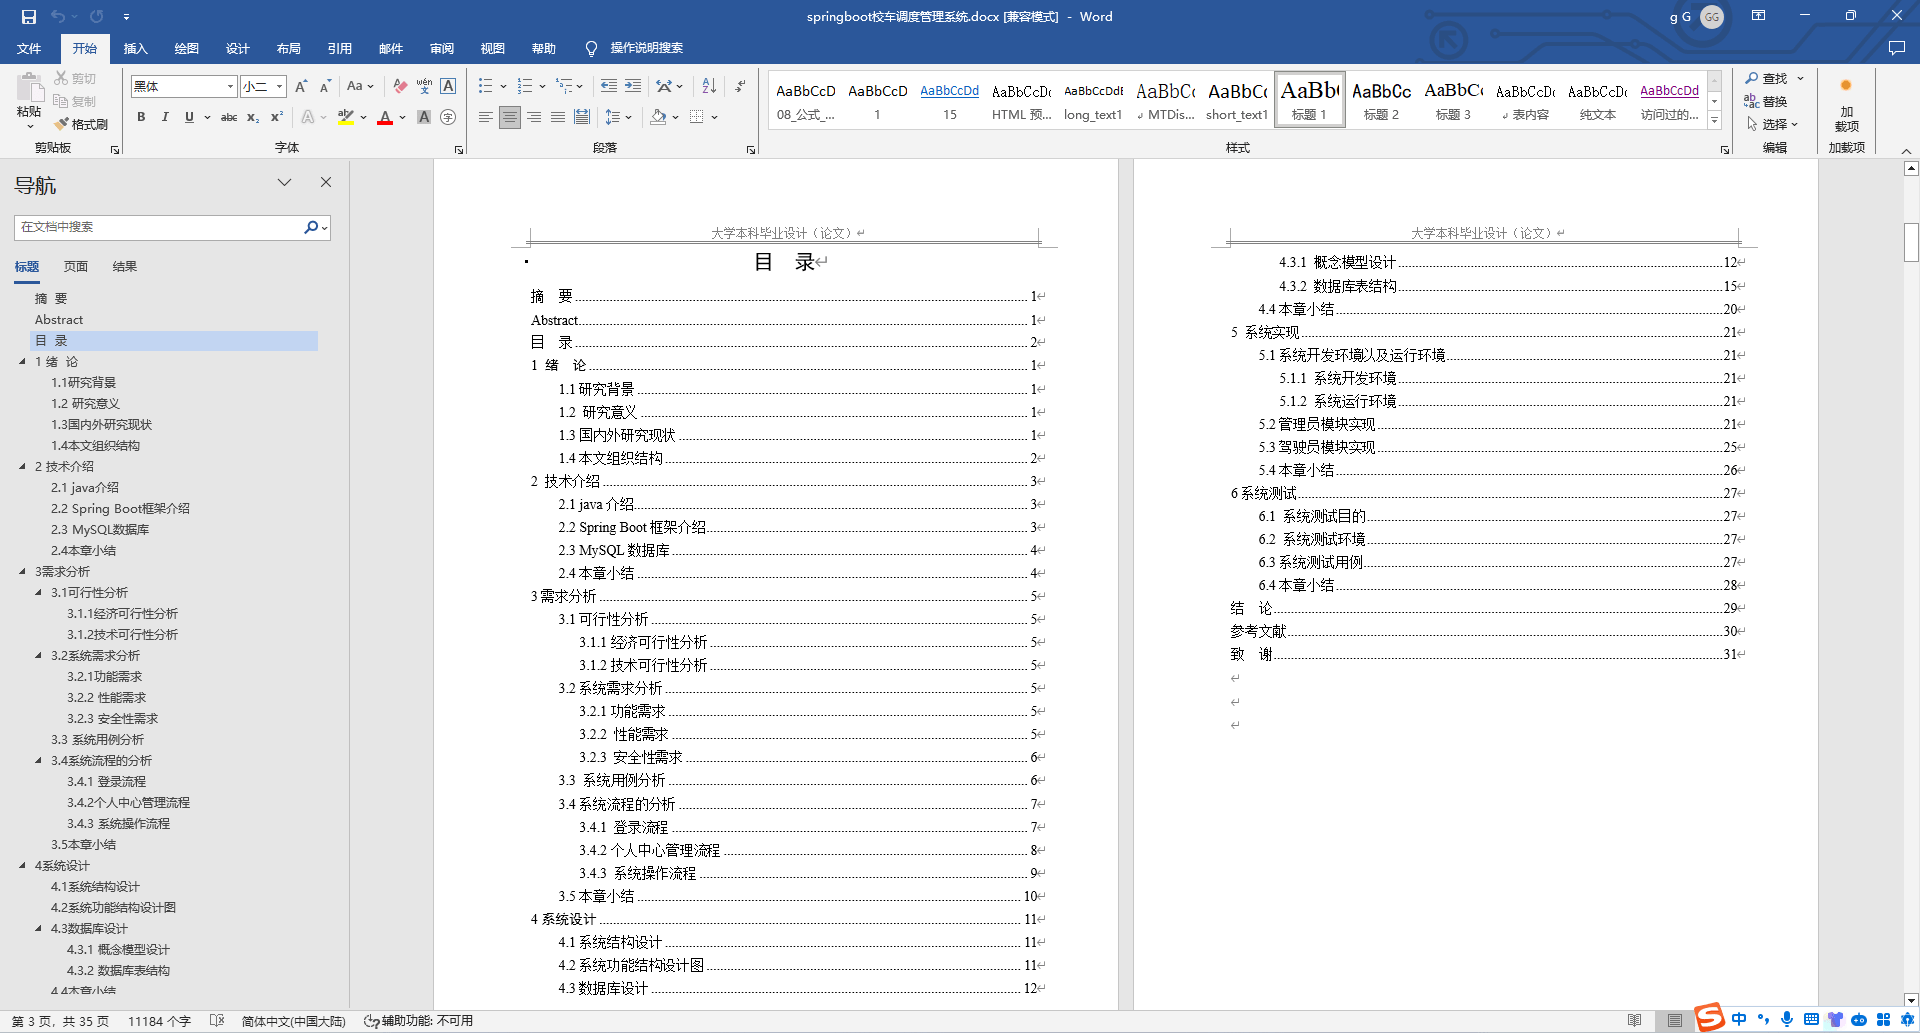 springboot校车调度管理系统.docx [兼容模式] - Word
g G
GG
文件 开始 插入 绘图 设计 布局 引用 邮件 审阅 视图 帮助 操作说明搜索
粘贴
剪切
复制
格式刷
剪贴板
黑体
小二
字体
段落
AaBbCcD 08_公式_...
AaBbCcD 1
AaBbCcDd 15
AaBbCcDc HTML 预...
AaBbCcDdE long_text1
AaBbCc MTDis...
AaBbCc short_text1
AaBb 标题 1
AaBbCc 标题 2
AaBbCc 标题 3
AaBbCcDc 表内容
AaBbCcDc 纯文本
AaBbCcDd 访问过的...
样式
查找
替换
选择
编辑
加载项
加载项
导航
在文档中搜索
标题 页面 结果
摘 要
Abstract
目 录
1 绪 论
1.1研究背景
1.2 研究意义
1.3国内外研究现状
1.4本文组织结构
2 技术介绍
2.1 java介绍
2.2 Spring Boot框架介绍
2.3 MySQL数据库
2.4本章小结
3需求分析
3.1可行性分析
3.1.1经济可行性分析
3.1.2技术可行性分析
3.2系统需求分析
3.2.1功能需求
3.2.2 性能需求
3.2.3 安全性需求
3.3 系统用例分析
3.4系统流程的分析
3.4.1 登录流程
3.4.2个人中心管理流程
3.4.3 系统操作流程
3.5本章小结
4系统设计
4.1系统结构设计
4.2系统功能结构设计图
4.3数据库设计
4.3.1 概念模型设计
4.3.2 数据库表结构
4.4本章小结
大学本科毕业设计（论文）
目 录
摘 要 1
Abstract 1
目 录 2
1 绪 论 1
1.1 研究背景 1
1.2 研究意义 1
1.3 国内外研究现状 1
1.4 本文组织结构 2
2 技术介绍 3
2.1 java 介绍 3
2.2 Spring Boot 框架介绍 3
2.3 MySQL 数据库 4
2.4 本章小结 4
3 需求分析 5
3.1 可行性分析 5
3.1.1 经济可行性分析 5
3.1.2 技术可行性分析 5
3.2 系统需求分析 5
3.2.1 功能需求 5
3.2.2 性能需求 5
3.2.3 安全性需求 6
3.3 系统用例分析 6
3.4 系统流程的分析 7
3.4.1 登录流程 7
3.4.2 个人中心管理流程 8
3.4.3 系统操作流程 9
3.5 本章小结 10
4 系统设计 11
4.1 系统结构设计 11
4.2 系统功能结构设计图 11
4.3 数据库设计 12
大学本科毕业设计（论文）
4.3.1 概念模型设计 12
4.3.2 数据库表结构 15
4.4 本章小结 20
5 系统实现 21
5.1 系统开发环境以及运行环境 21
5.1.1 系统开发环境 21
5.1.2 系统运行环境 21
5.2 管理员模块实现 21
5.3 驾驶员模块实现 25
5.4 本章小结 26
6 系统测试 27
6.1 系统测试目的 27
6.2 系统测试环境 27
6.3 系统测试用例 27
6.4 本章小结 28
结 论 29
参考文献 30
致 谢 31
第 3 页，共 35 页 11184 个字 简体中文(中国大陆) 辅助功能: 不可用
中